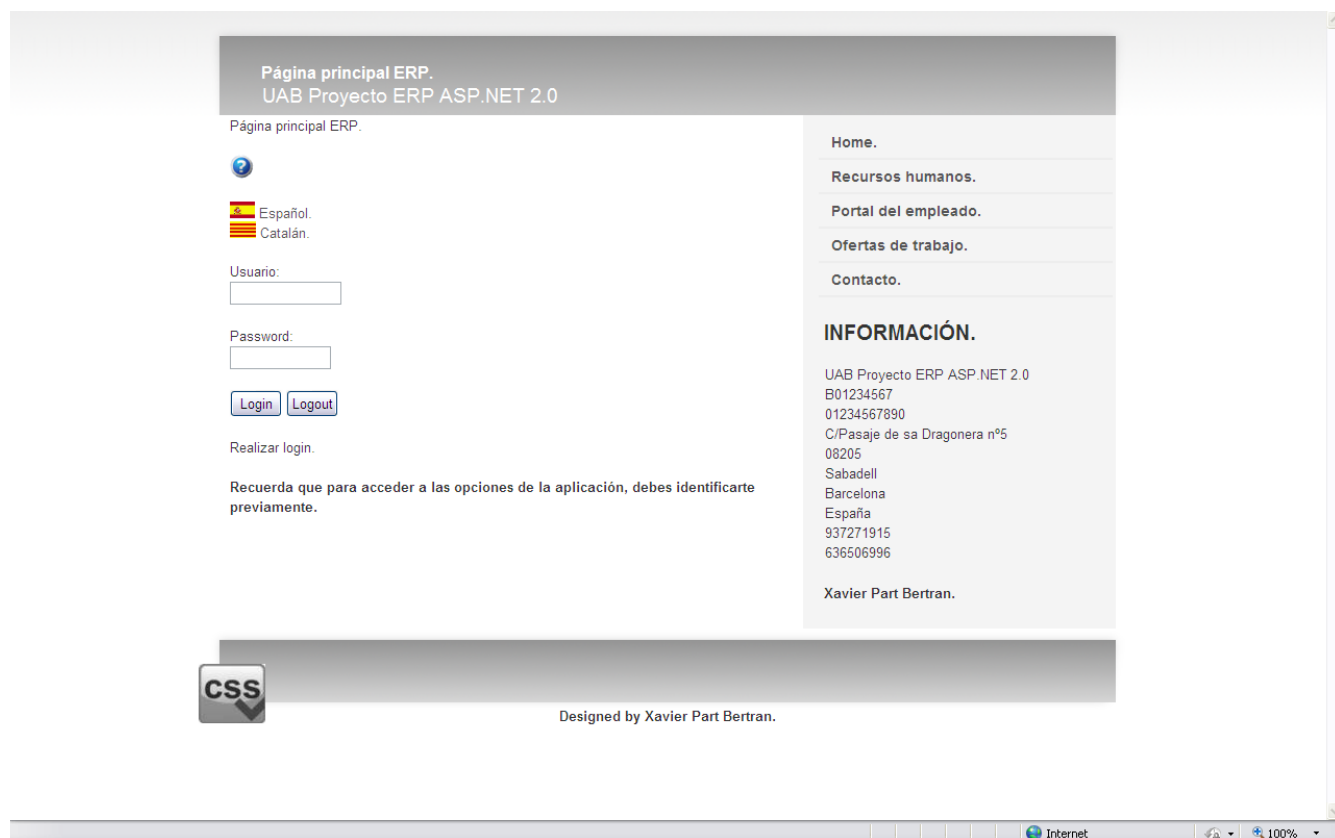 Página principal ERP.
UAB Proyecto ERP ASP.NET 2.0
Página principal ERP.
Español.
Catalán.
Usuario:
Password:
Login Logout
Realizar login.
Recuerda que para acceder a las opciones de la aplicación, debes identificarte
previamente.
Home.
Recursos humanos.
Portal del empleado.
Ofertas de trabajo.
Contacto.
INFORMACIÓN.
UAB Proyecto ERP ASP.NET 2.0
B01234567
01234567890
C/Pasaje de sa Dragonera nº5
08205
Sabadell
Barcelona
España
937271915
636506996
Xavier Part Bertran.
CSS
Designed by Xavier Part Bertran.
Internet
100%